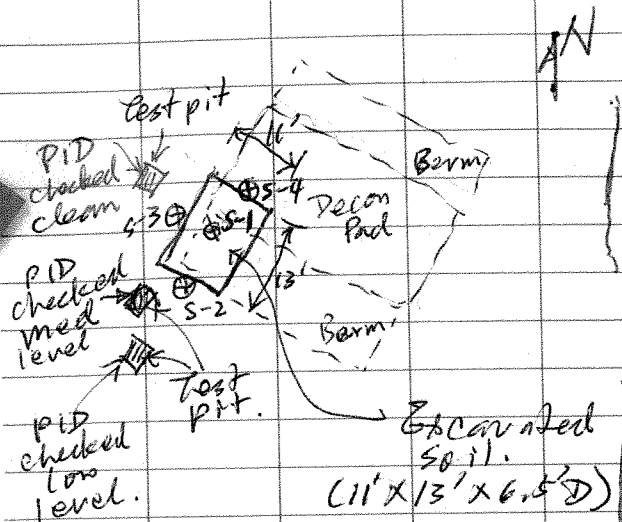 N
Test pit
PID
checked
clean
11'
Berm
S-4
S-3
S-1
Decon
Pad
PID
checked
med
level
13'
S-2
Berm
Test
pit.
PID
checked
low
level.
Excavated
soil.
(11' X 13' X 6.5' D)